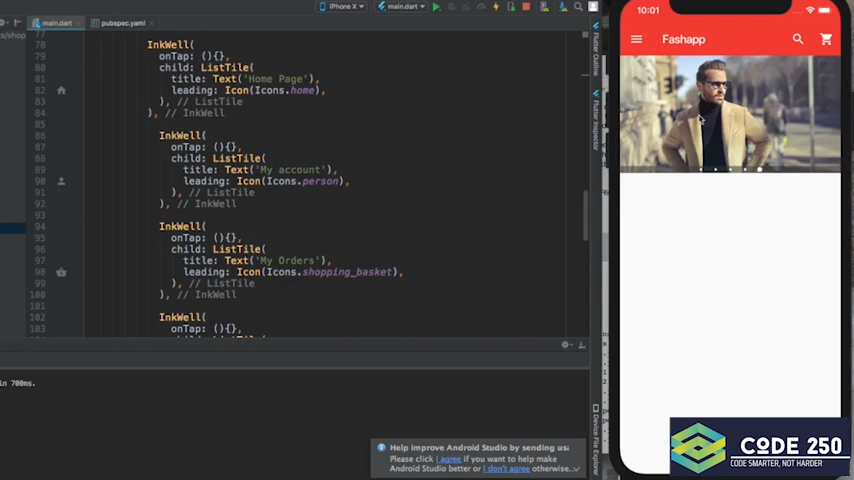 iPhone X
main.dart
main.dart
pubspec.yaml
77
78 InkWell(
79 onTap: (){},
80 child: ListTile(
81 title: Text('Home Page'),
82 leading: Icon(Icons.home),
83 ), // ListTile
84 ), // InkWell
85
86 InkWell(
87 onTap: (){},
88 child: ListTile(
89 title: Text('My account'),
90 leading: Icon(Icons.person),
91 ), // ListTile
92 ), // InkWell
93
94 InkWell(
95 onTap: (){},
96 child: ListTile(
97 title: Text('My Orders'),
98 leading: Icon(Icons.shopping_basket),
99 ), // ListTile
100 ), // InkWell
101
102 InkWell(
103 onTap: (){},
in 700ms.
Help improve Android Studio by sending usa
Please click I agree if you want to help make
Android Studio better or I don't agree otherwise...
Flutter Outline
Flutter Inspector
Device File Explorer
10:01
Fashapp
CODE 250
CODE SMARTER, NOT HARDER